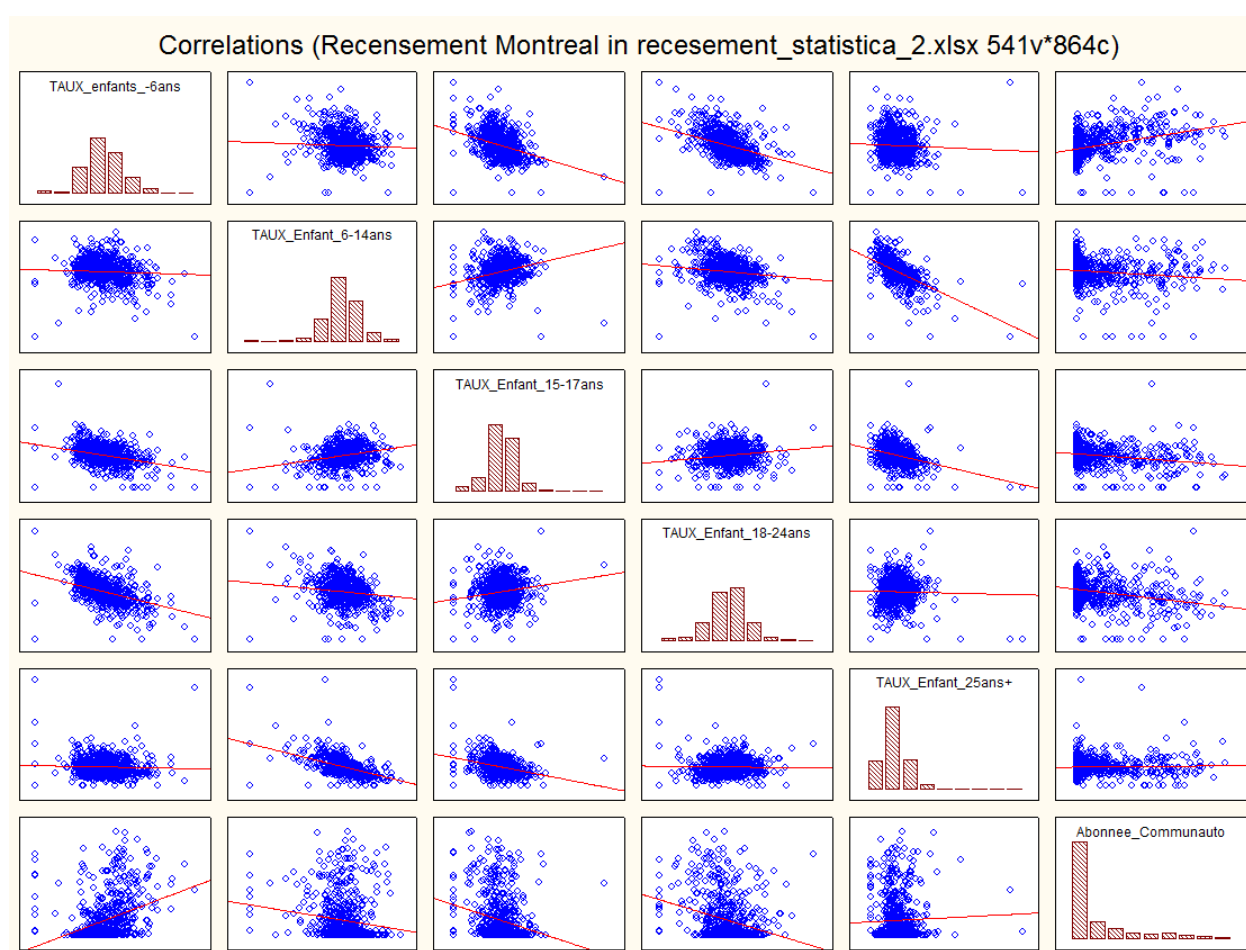 Correlations (Recensement Montreal in recesement_statistica_2.xlsx 541v*864c)
TAUX_enfants_-6ans
TAUX_Enfant_6-14ans
TAUX_Enfant_15-17ans
TAUX_Enfant_18-24ans
TAUX_Enfant_25ans+
Abonnee_Communauto